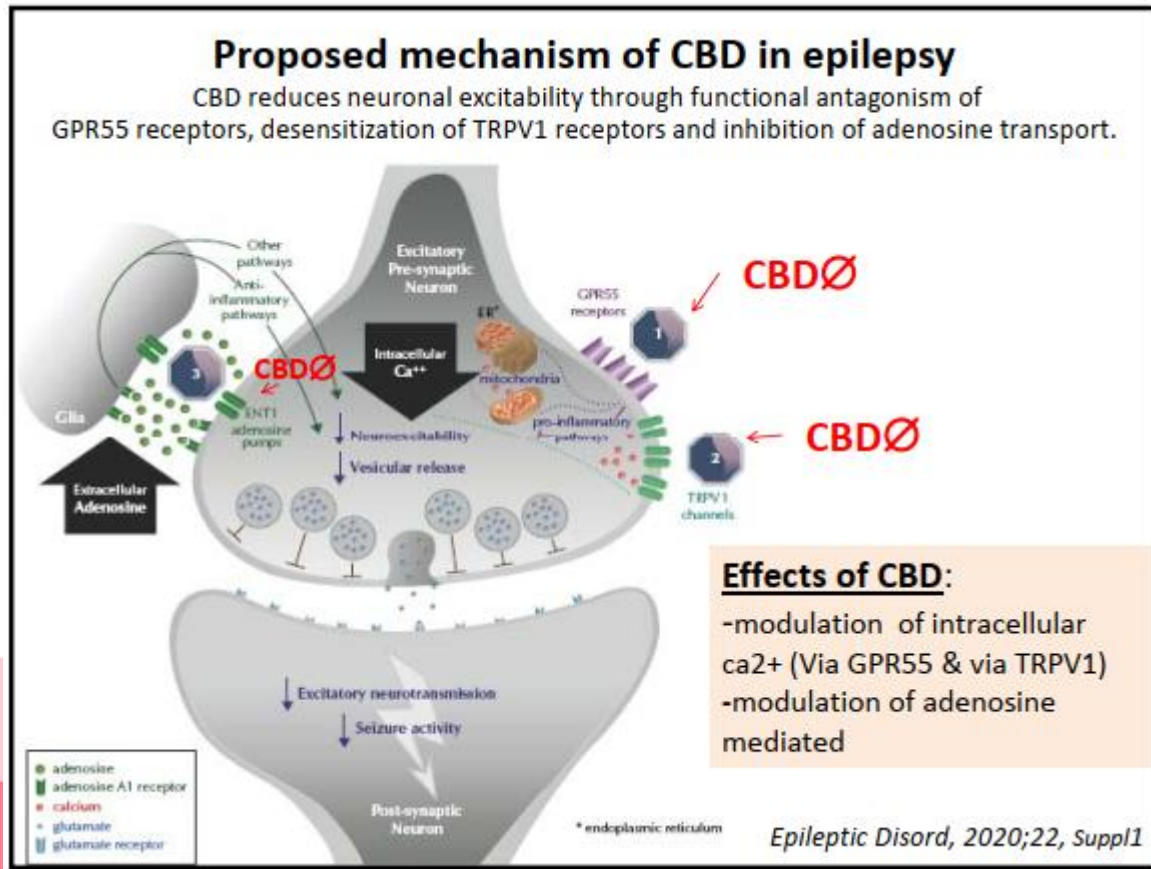 Proposed mechanism of CBD in epilepsy
CBD reduces neuronal excitability through functional antagonism of
GPR55 receptors, desensitization of TRPV1 receptors and inhibition of adenosine transport.
Other
pathways
Anti-
inflammatory
pathways
Excitatory
Pre-synaptic
Neuron
ER*
GPR55
receptors
1
CBDØ
3
CBDØ
Intracellular
Ca++
mitochondria
Glia
ENT1
adenosine
pumps
Neuroexcitability
pro-inflammatory
pathways
2
CBDØ
Vesicular release
TRPV1
channels
Extracellular
Adenosine
Effects of CBD:
-modulation of intracellular
ca2+ (Via GPR55 & via TRPV1)
-modulation of adenosine
mediated
Excitatory neurotransmission
Seizure activity
adenosine
adenosine A1 receptor
calcium
glutamate
glutamate receptor
Post-synaptic
Neuron
* endoplasmic reticulum
Epileptic Disord, 2020;22, Suppl1